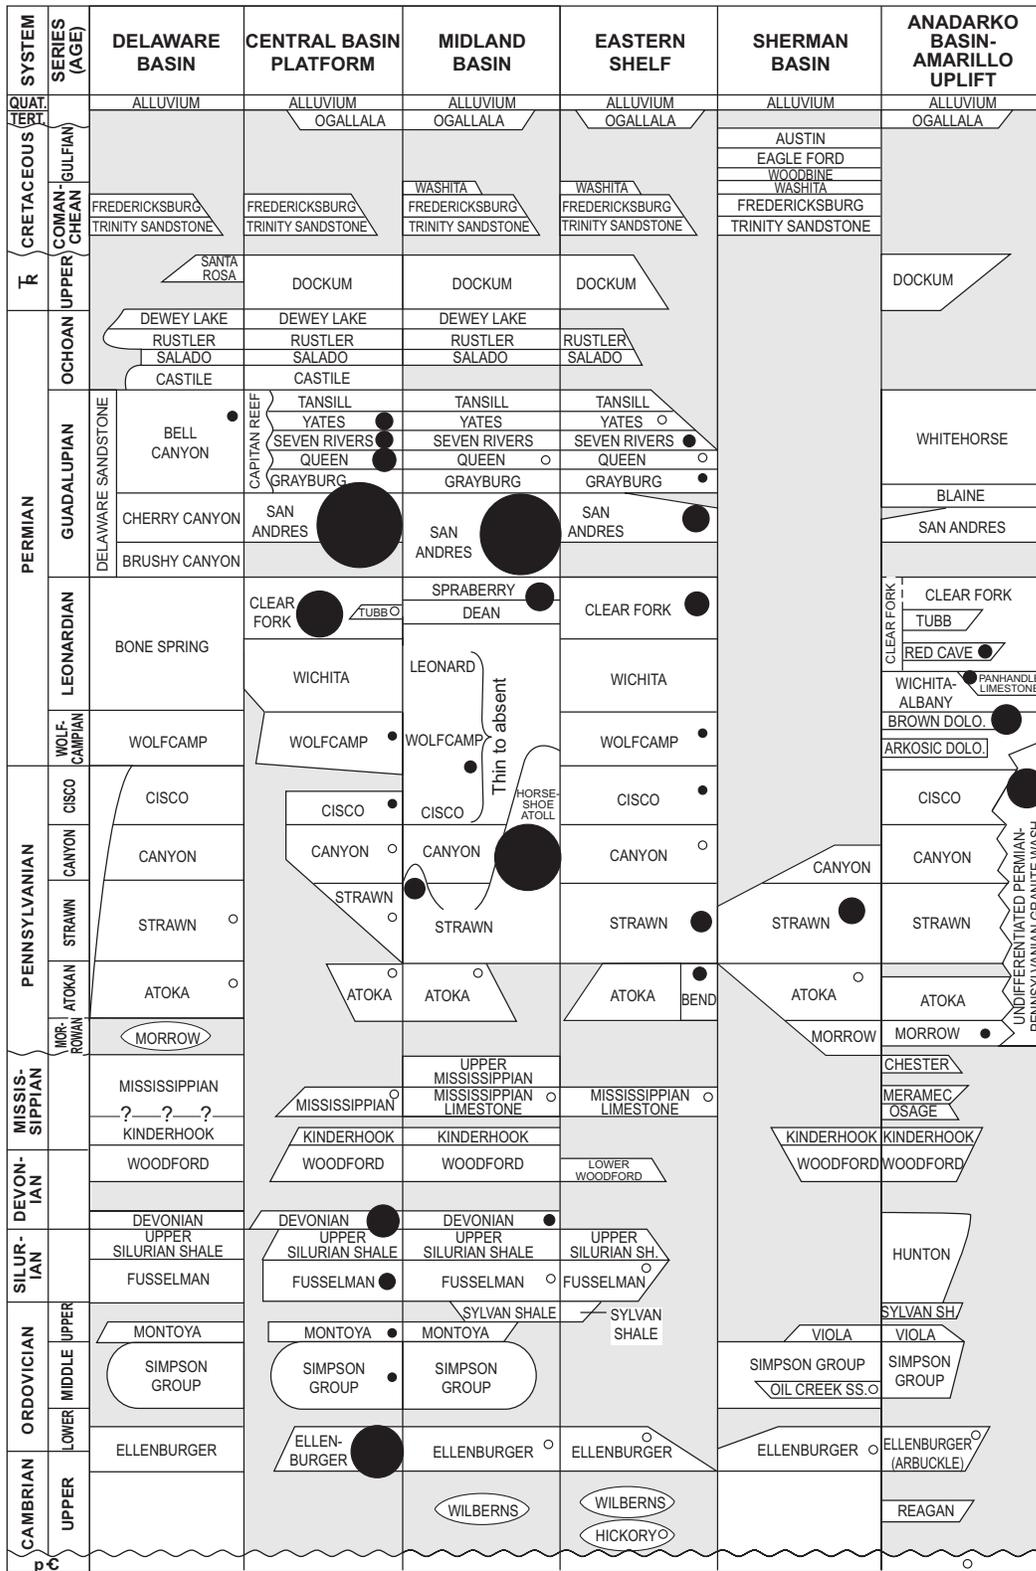 SYSTEM
SERIES
(AGE)
DELAWARE
BASIN
CENTRAL BASIN
PLATFORM
MIDLAND
BASIN
EASTERN
SHELF
SHERMAN
BASIN
ANADARKO
BASIN-
AMARILLO
UPLIFT
QUAT.
TERT.
CRETACEOUS
GULFIAN
COMAN-
CHEAN
ꞆR
UPPER
PERMIAN
OCHOAN
GUADALUPIAN
LEONARDIAN
WOLF-
CAMPIAN
PENNSYLVANIAN
CISCO
CANYON
STRAWN
ATOKAN
MOR-
ROWAN
MISSIS-
SIPPIAN
DEVON-
IAN
SILUR-
IAN
ORDOVICIAN
UPPER
MIDDLE
LOWER
CAMBRIAN
UPPER
p€
ALLUVIUM
FREDERICKSBURG
TRINITY SANDSTONE
SANTA
ROSA
DEWEY LAKE
RUSTLER
SALADO
CASTILE
DELAWARE SANDSTONE
BELL
CANYON
CHERRY CANYON
BRUSHY CANYON
BONE SPRING
WOLFCAMP
CISCO
CANYON
STRAWN
ATOKA
MORROW
MISSISSIPPIAN
? ? ?
KINDERHOOK
WOODFORD
DEVONIAN
UPPER
SILURIAN SHALE
FUSSELMAN
MONTOYA
SIMPSON
GROUP
ELLENBURGER
ALLUVIUM
OGALLALA
FREDERICKSBURG
TRINITY SANDSTONE
DOCKUM
DEWEY LAKE
RUSTLER
SALADO
CASTILE
CAPITAN REEF
TANSILL
YATES
SEVEN RIVERS
QUEEN
GRAYBURG
SAN
ANDRES
CLEAR
FORK
TUBB
WICHITA
WOLFCAMP
CISCO
CANYON
STRAWN
ATOKA
MISSISSIPPIAN
KINDERHOOK
WOODFORD
DEVONIAN
UPPER
SILURIAN SHALE
FUSSELMAN
MONTOYA
SIMPSON
GROUP
ELLEN-
BURGER
ALLUVIUM
OGALLALA
WASHITA
FREDERICKSBURG
TRINITY SANDSTONE
DOCKUM
DEWEY LAKE
RUSTLER
SALADO
TANSILL
YATES
SEVEN RIVERS
QUEEN
GRAYBURG
SAN
ANDRES
SPRABERRY
DEAN
LEONARD
WOLFCAMP
CISCO
Thin to absent
HORSE-
SHOE
ATOLL
CANYON
STRAWN
ATOKA
UPPER
MISSISSIPPIAN
MISSISSIPPIAN
LIMESTONE
KINDERHOOK
WOODFORD
DEVONIAN
UPPER
SILURIAN SHALE
FUSSELMAN
SYLVAN SHALE
MONTOYA
SIMPSON
GROUP
ELLENBURGER
WILBERNS
ALLUVIUM
OGALLALA
WASHITA
FREDERICKSBURG
TRINITY SANDSTONE
DOCKUM
RUSTLER
SALADO
TANSILL
YATES
SEVEN RIVERS
QUEEN
GRAYBURG
SAN
ANDRES
CLEAR FORK
WICHITA
WOLFCAMP
CISCO
CANYON
STRAWN
ATOKA
BEND
MISSISSIPPIAN
LIMESTONE
LOWER
WOODFORD
UPPER
SILURIAN SH.
FUSSELMAN
SYLVAN
SHALE
ELLENBURGER
WILBERNS
HICKORY
ALLUVIUM
AUSTIN
EAGLE FORD
WOODBINE
WASHITA
FREDERICKSBURG
TRINITY SANDSTONE
CANYON
STRAWN
ATOKA
MORROW
KINDERHOOK
WOODFORD
VIOLA
SIMPSON GROUP
OIL CREEK SS.
ELLENBURGER
ALLUVIUM
OGALLALA
DOCKUM
WHITEHORSE
BLAINE
SAN ANDRES
CLEAR FORK
CLEAR FORK
TUBB
RED CAVE
WICHITA-
ALBANY
PANHANDLE
LIMESTONE
BROWN DOLO.
ARKOSIC DOLO.
CISCO
CANYON
STRAWN
ATOKA
MORROW
UNDIFFERENTIATED PERMIAN-
PENNSYLVANIAN GRANITE WASH
CHESTER
MERAMEC
OSAGE
KINDERHOOK
WOODFORD
HUNTON
SYLVAN SH.
VIOLA
SIMPSON
GROUP
ELLENBURGER
(ARBUCKLE)
REAGAN